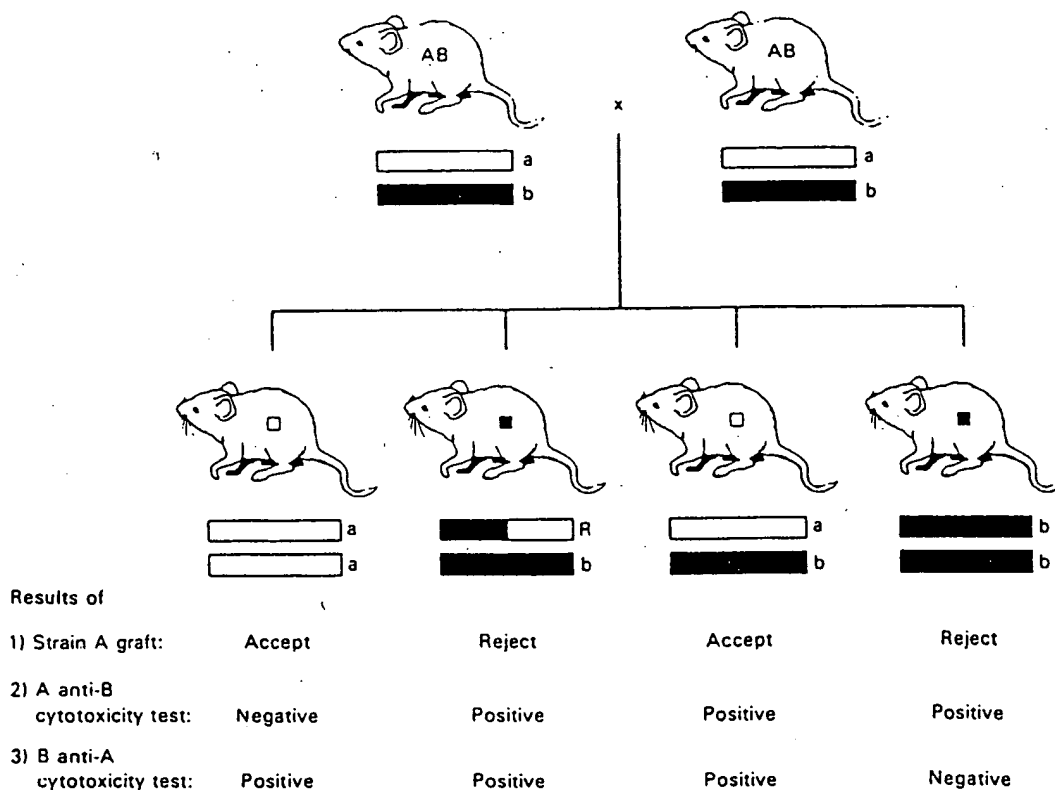 AB
AB
x
a
a
b
b
a
R
a
b
a
b
b
b
Results of
1) Strain A graft: Accept Reject Accept Reject
2) A anti-B
cytotoxicity test: Negative Positive Positive Positive
3) B anti-A
cytotoxicity test: Positive Positive Positive Negative